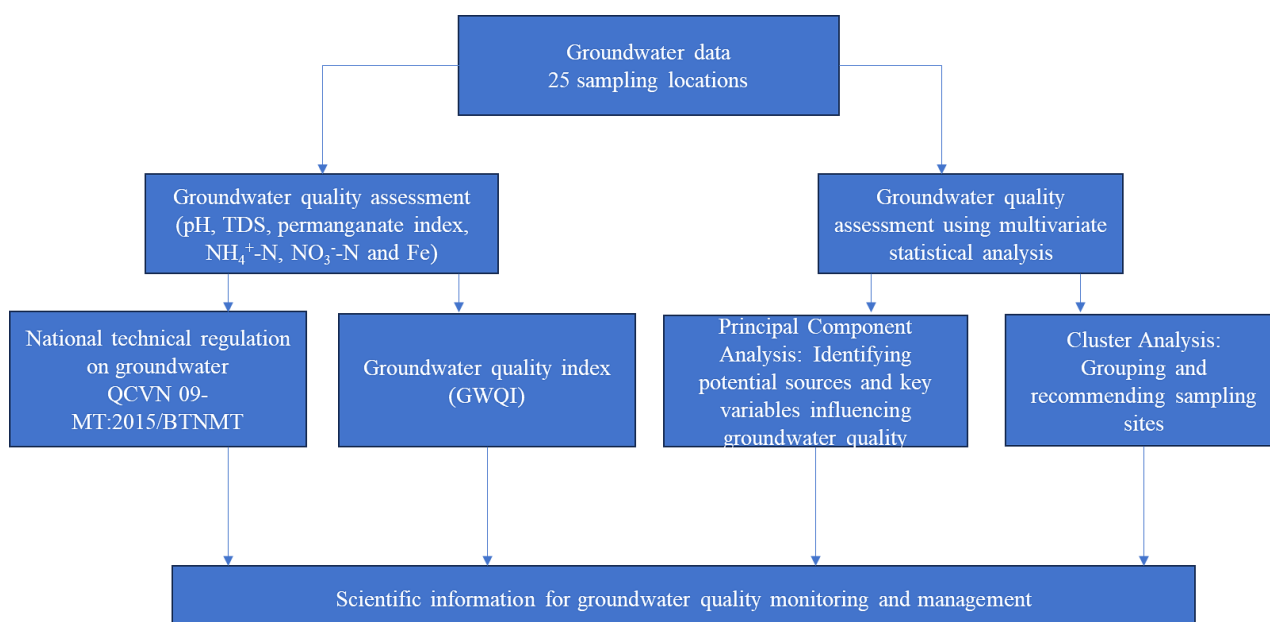 Groundwater data
25 sampling locations
Groundwater quality assessment
(pH, TDS, permanganate index,
NH₄⁺-N, NO₃⁻-N and Fe)
Groundwater quality
assessment using multivariate
statistical analysis
National technical regulation
on groundwater
QCVN 09-
MT:2015/BTNMT
Groundwater quality index
(GWQI)
Principal Component
Analysis: Identifying
potential sources and key
variables influencing
groundwater quality
Cluster Analysis:
Grouping and
recommending sampling
sites
Scientific information for groundwater quality monitoring and management